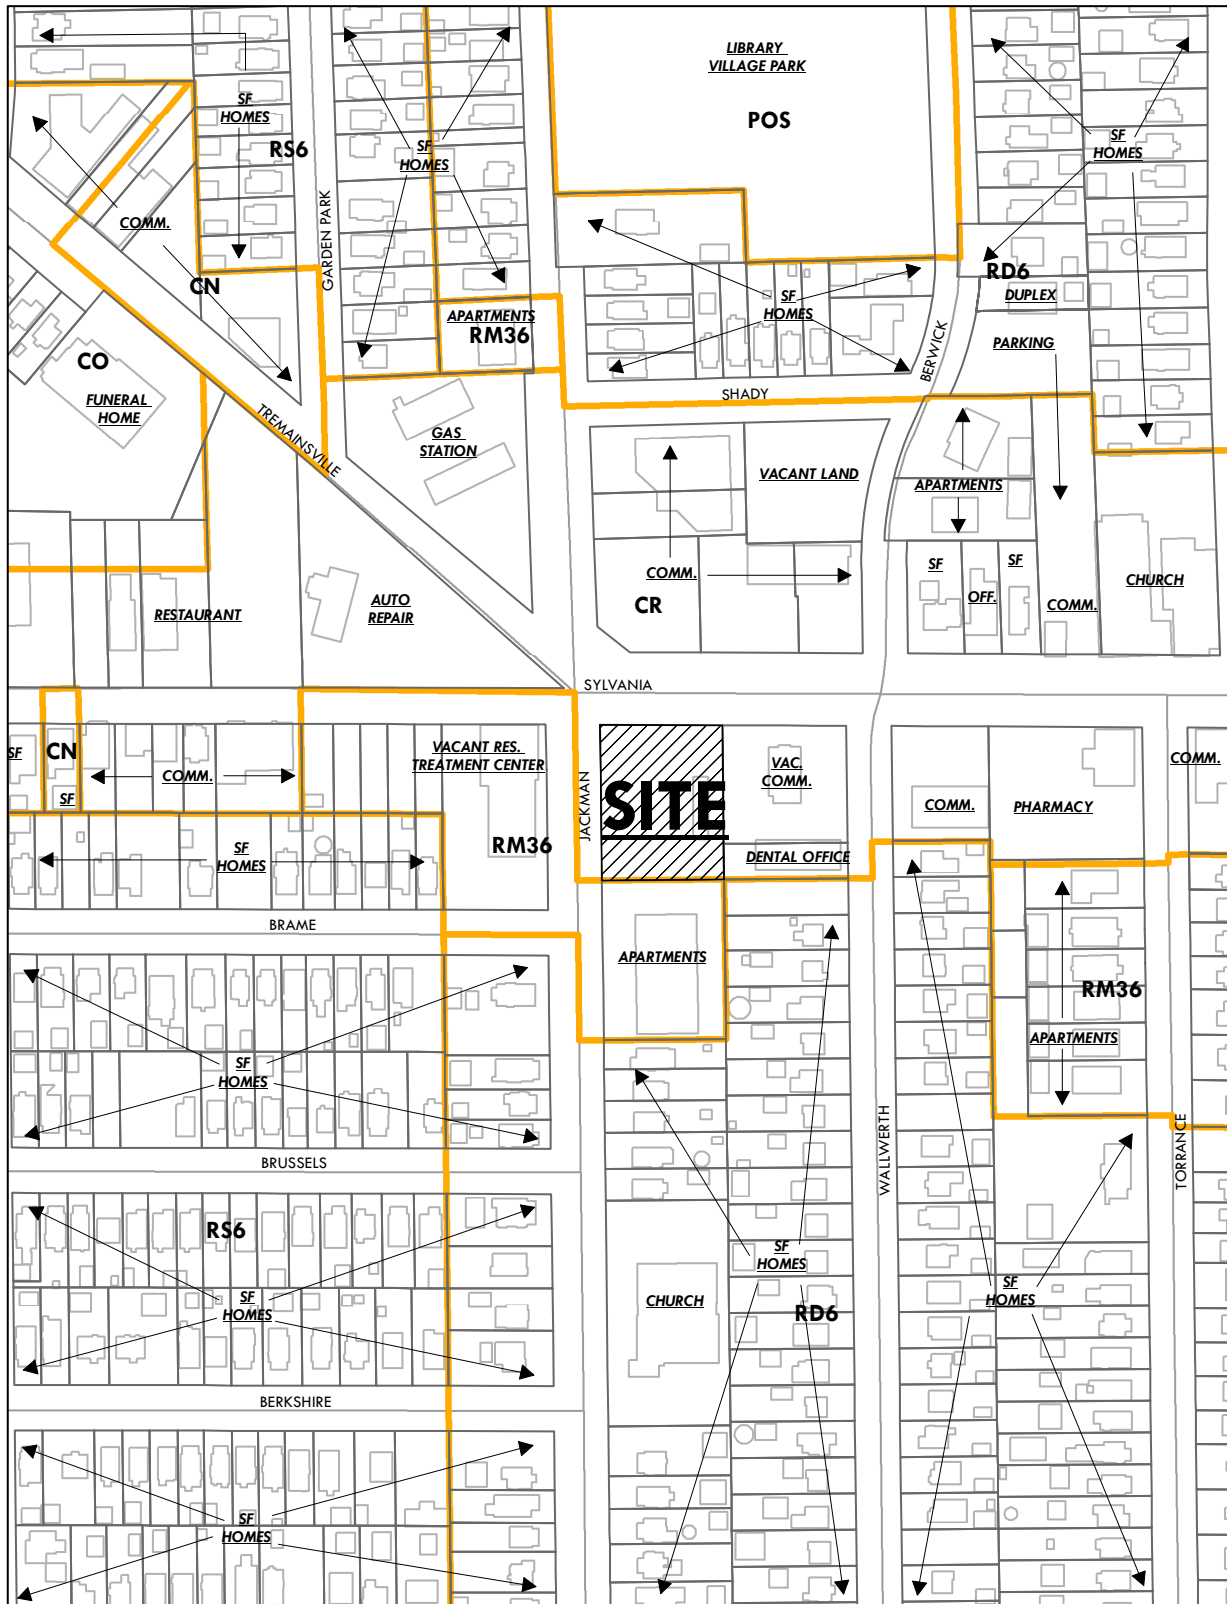 LIBRARY
VILLAGE PARK
POS
SF
HOMES
RS6
SF
HOMES
SF
HOMES
COMM.
GARDEN PARK
CN
RD6
DUPLEX
SF
HOMES
APARTMENTS
RM36
PARKING
BERWICK
CO
FUNERAL
HOME
SHADY
TREMAINSVILLE
GAS
STATION
VACANT LAND
APARTMENTS
SF
SF
COMM.
OFF.
CR
COMM.
CHURCH
RESTAURANT
AUTO
REPAIR
SYLVANIA
SF
CN
SF
COMM.
VACANT RES.
TREATMENT CENTER
JACKMAN
SITE
VAC.
COMM.
COMM.
PHARMACY
COMM.
RM36
SF
HOMES
DENTAL OFFICE
BRAME
APARTMENTS
RM36
APARTMENTS
SF
HOMES
BRUSSELS
WALLWERTH
TORRANCE
RS6
SF
HOMES
SF
HOMES
CHURCH
RD6
SF
HOMES
BERKSHIRE
SF
HOMES